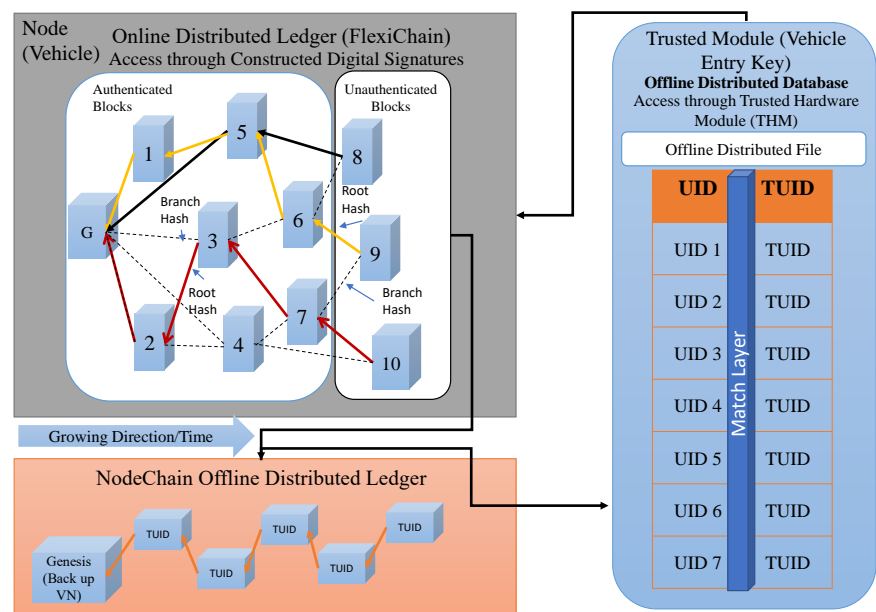 Node
(Vehicle)
Online Distributed Ledger (FlexiChain)
Access through Constructed Digital Signatures
Authenticated
Blocks
Unauthenticated
Blocks
1
5
8
G
Branch
Hash
3
6
Root
Hash
9
Root
Hash
2
4
7
Branch
Hash
10
Growing Direction/Time
NodeChain Offline Distributed Ledger
Genesis
(Back up
VN)
TUID
TUID
TUID
TUID
TUID
Trusted Module (Vehicle
Entry Key)
Offline Distributed Database
Access through Trusted Hardware
Module (THM)
Offline Distributed File
UID TUID
UID 1 TUID
UID 2 TUID
UID 3 TUID
UID 4 TUID
UID 5 TUID
UID 6 TUID
UID 7 TUID
Match Layer